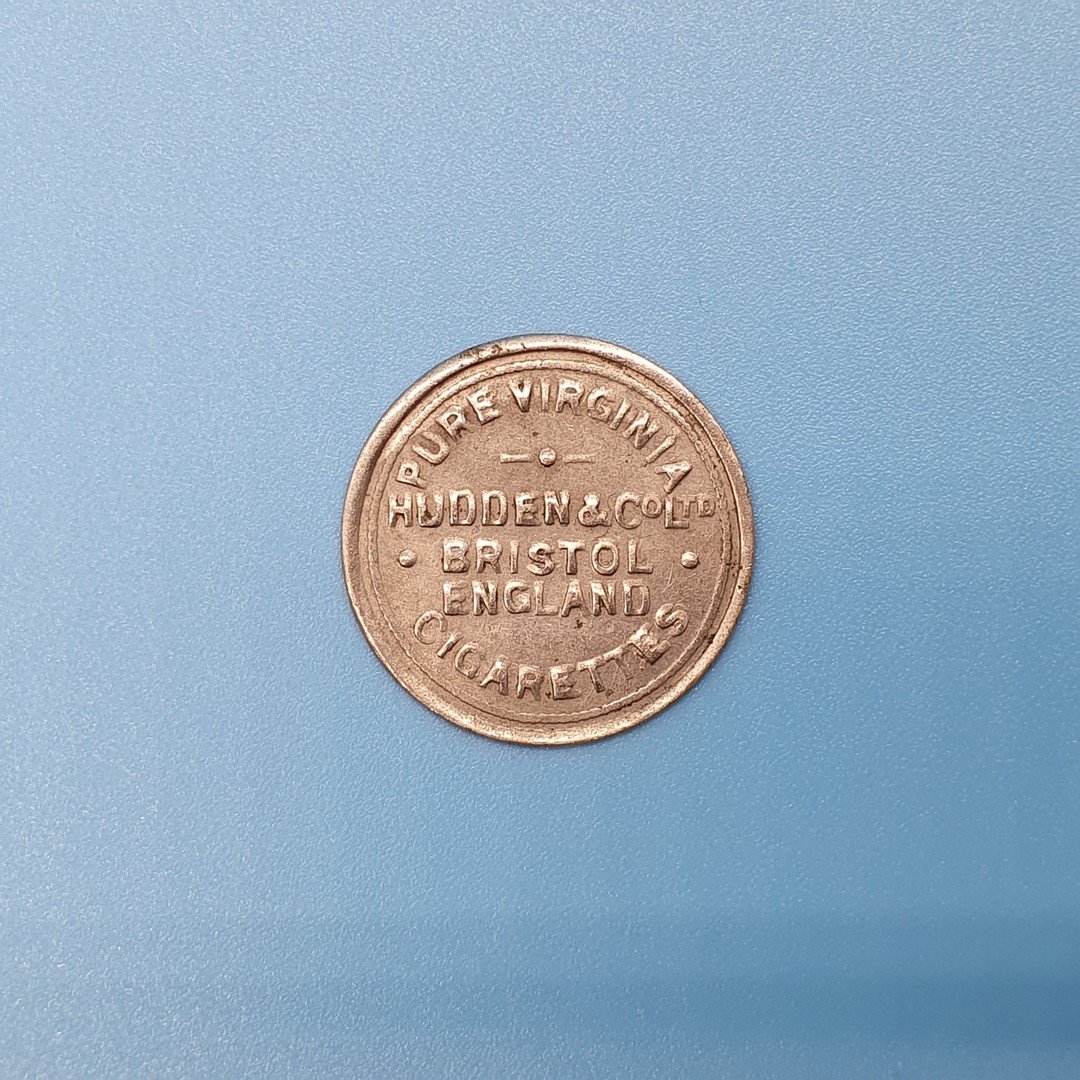 PURE VIRGINIA
HUDDEN & Co LTD
BRISTOL
ENGLAND
CIGARETTES